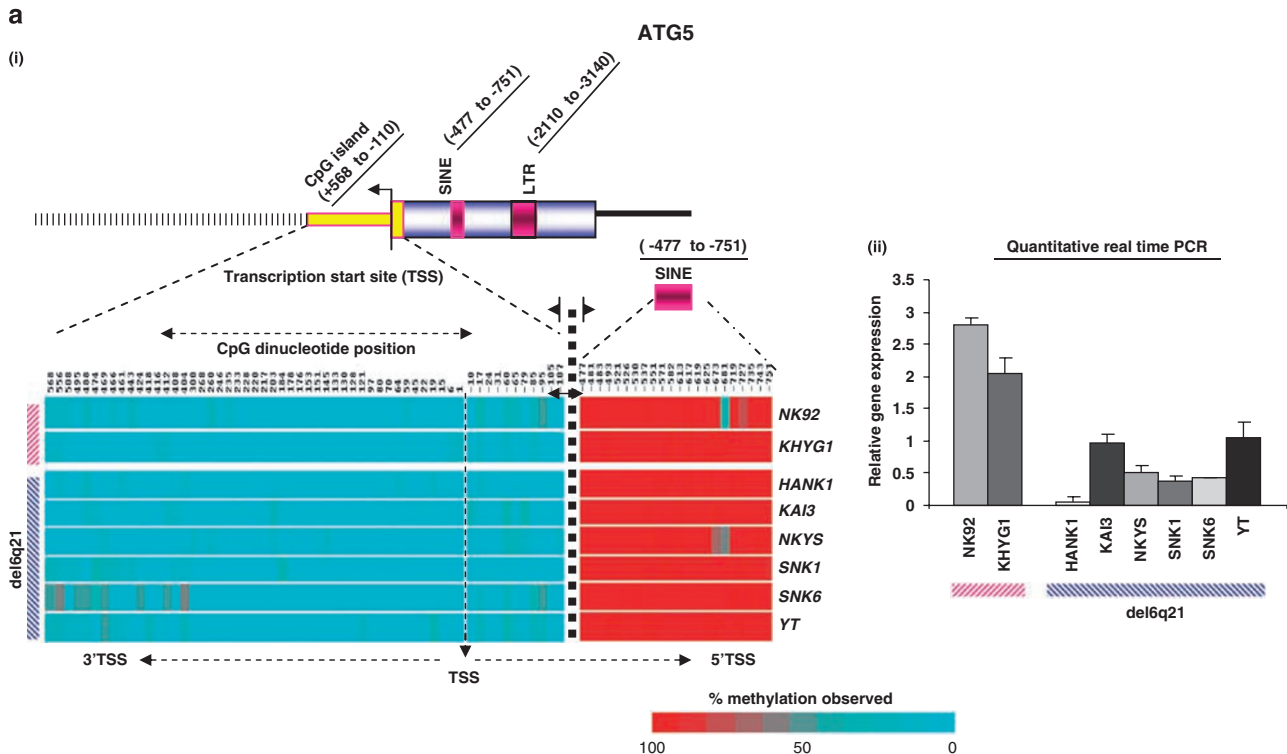 a
ATG5
(i)
CpG island
(+568 to -110)
SINE
(-477 to -751)
LTR
(-2110 to -3140)
Transcription start site (TSS)
(-477 to -751)
SINE
CpG dinucleotide position
NK92
KHYG1
HANK1
KAI3
NKYS
SNK1
SNK6
YT
del6q21
3'TSS
TSS
5'TSS
% methylation observed
100
50
0
(ii)
Quantitative real time PCR
Relative gene expression
3.5
3
2.5
2
1.5
1
0.5
0
NK92
KHYG1
HANK1
KAI3
NKYS
SNK1
SNK6
YT
del6q21